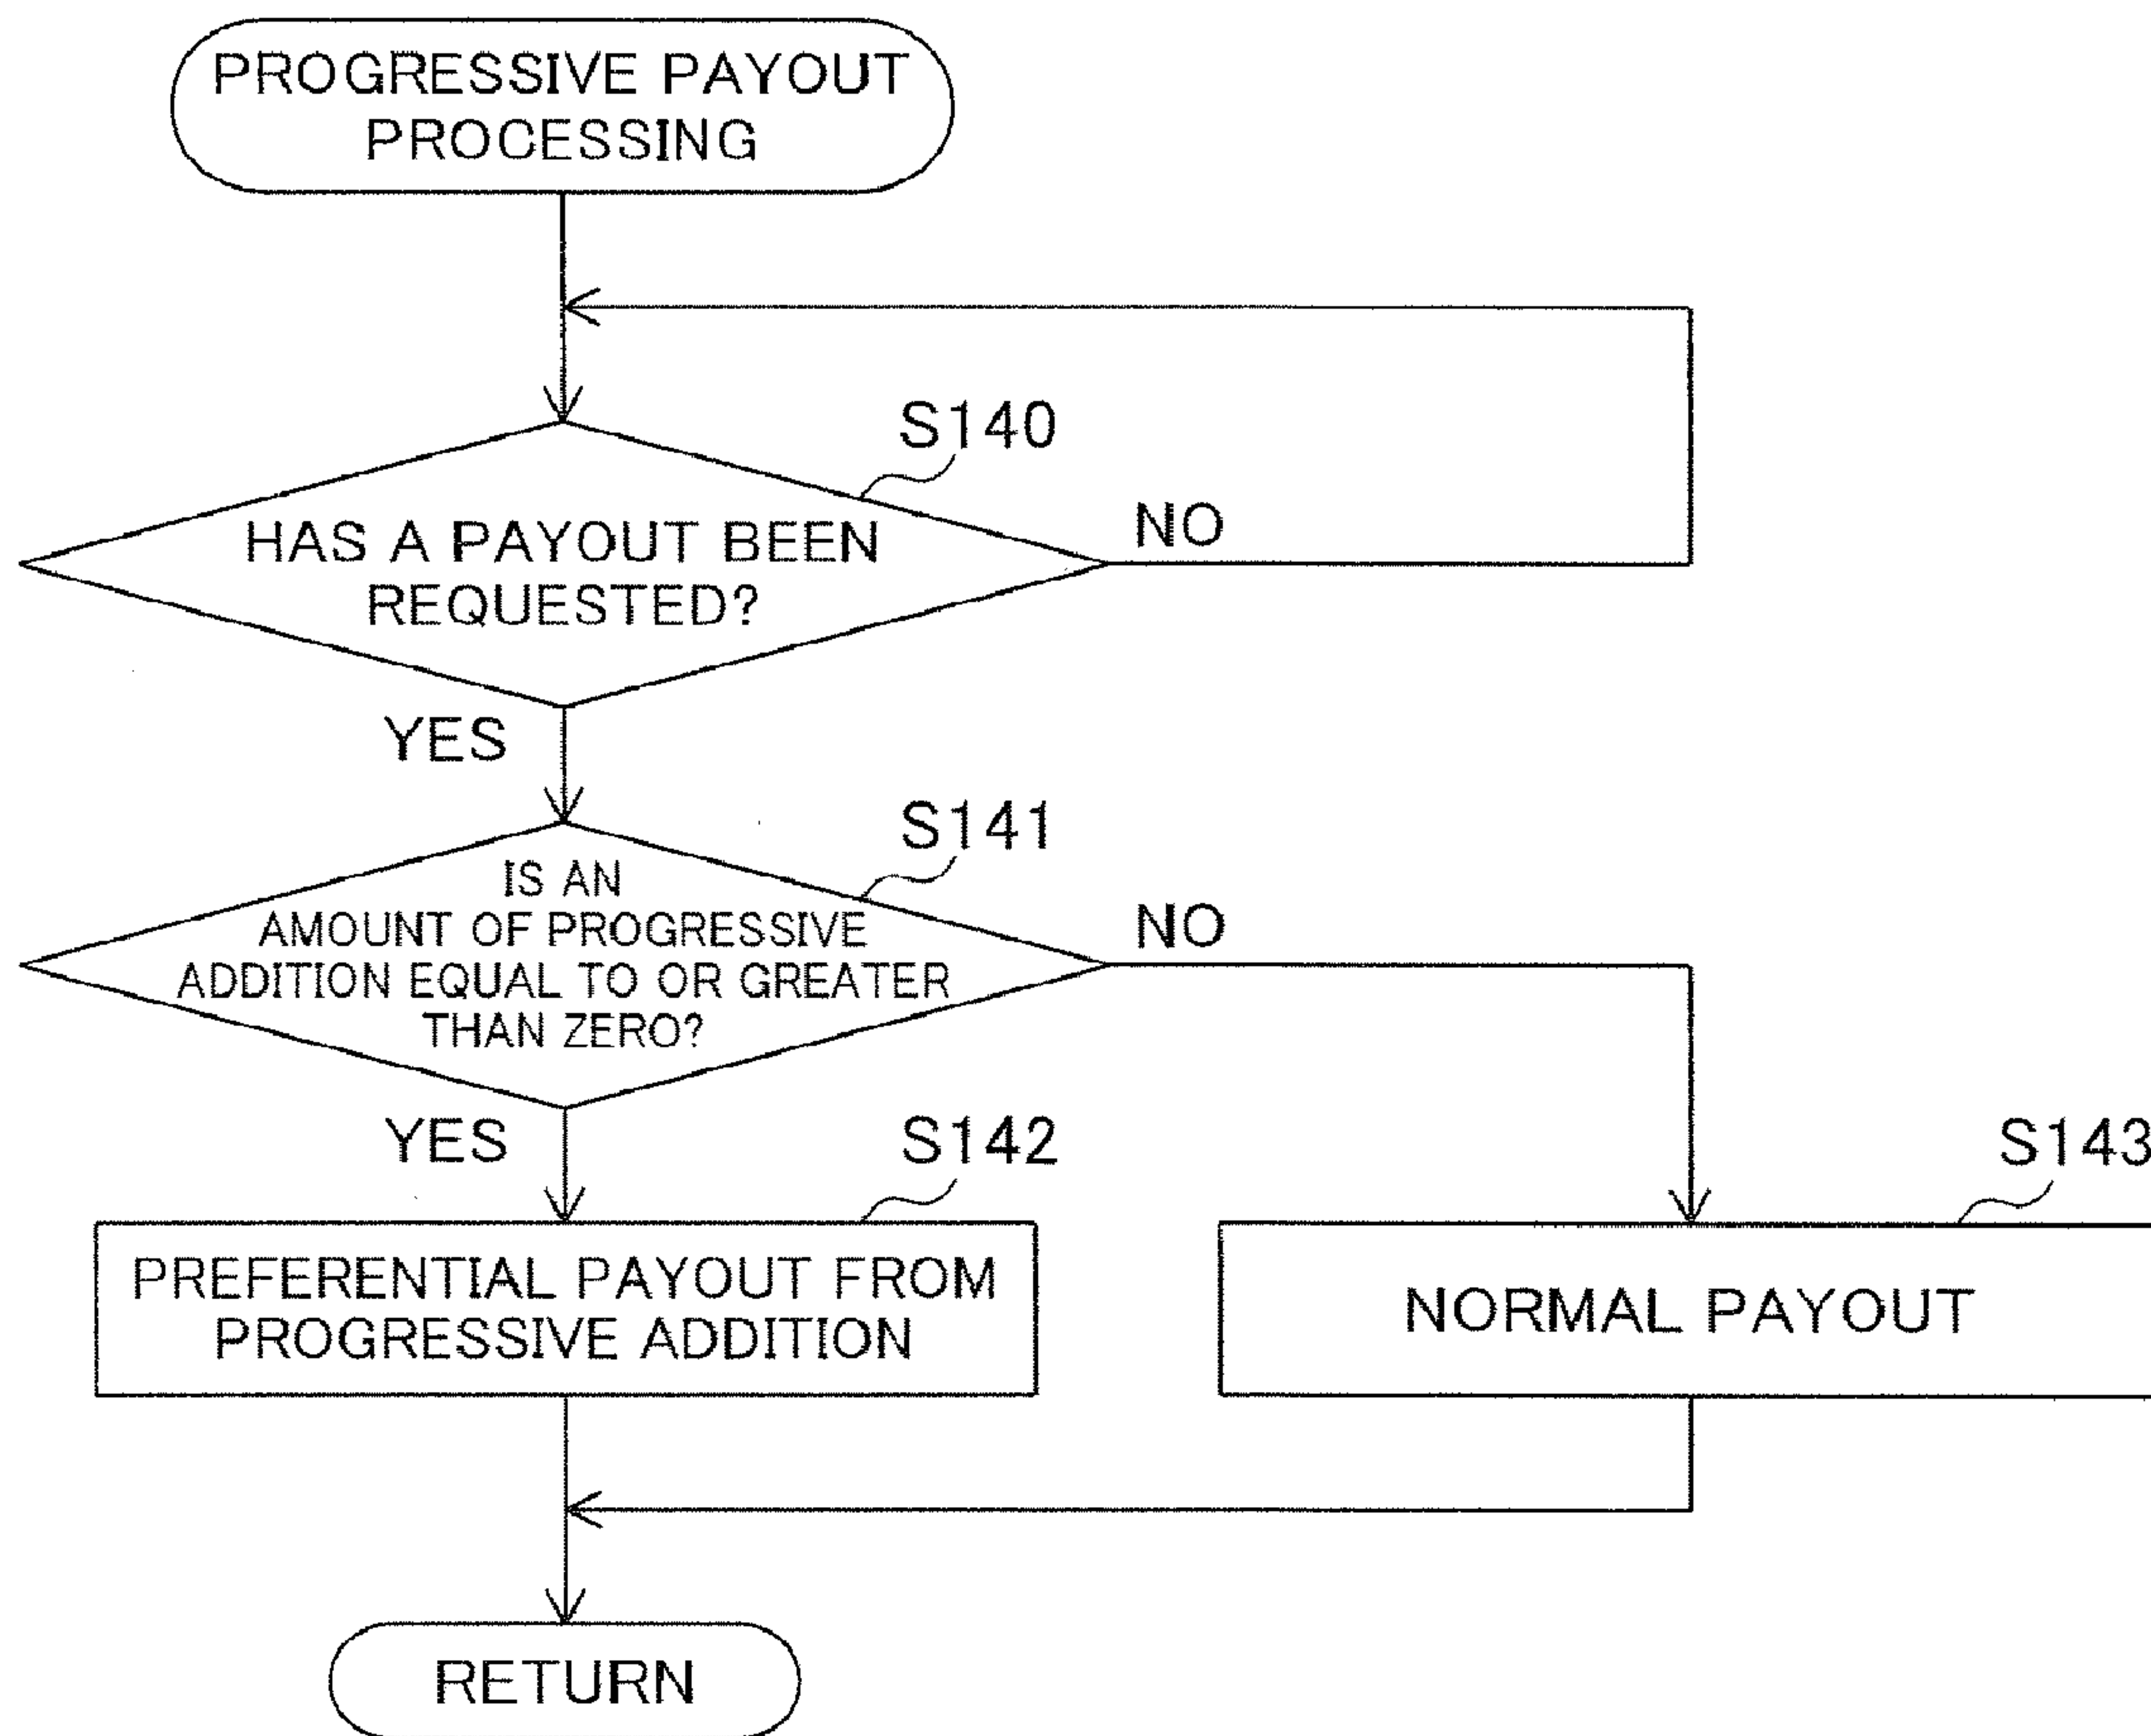 PROGRESSIVE PAYOUT
PROCESSING
S140
HAS A PAYOUT BEEN
REQUESTED?
NO
YES
S141
IS AN
AMOUNT OF PROGRESSIVE
ADDITION EQUAL TO OR GREATER
THAN ZERO?
NO
YES
S142
S143
PREFERENTIAL PAYOUT FROM
PROGRESSIVE ADDITION
NORMAL PAYOUT
RETURN